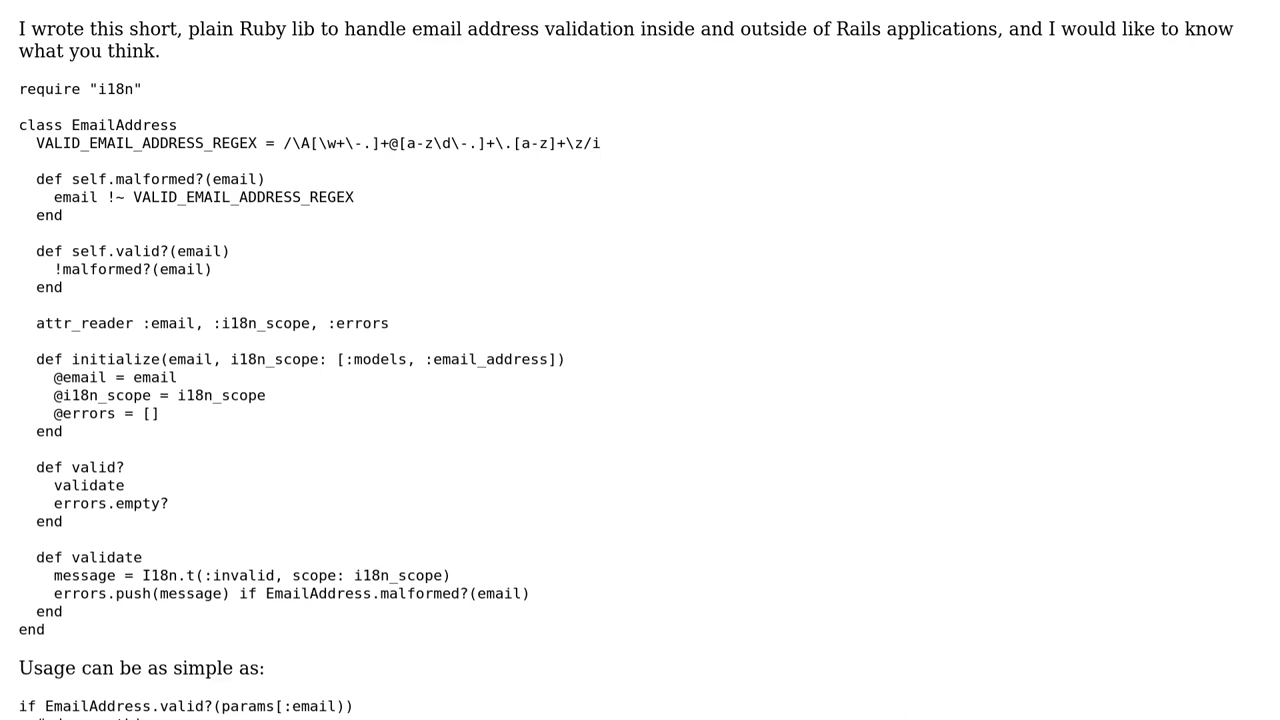 I wrote this short, plain Ruby lib to handle email address validation inside and outside of Rails applications, and I would like to know
what you think.
require "i18n"
class EmailAddress
  VALID_EMAIL_ADDRESS_REGEX = /\A[\w+\-.]+@[a-z\d\-.]+\.[a-z]+\z/i
  def self.malformed?(email)
    email !~ VALID_EMAIL_ADDRESS_REGEX
  end
  def self.valid?(email)
    !malformed?(email)
  end
  attr_reader :email, :i18n_scope, :errors
  def initialize(email, i18n_scope: [:models, :email_address])
    @email = email
    @i18n_scope = i18n_scope
    @errors = []
  end
  def valid?
    validate
    errors.empty?
  end
  def validate
    message = I18n.t(:invalid, scope: i18n_scope)
    errors.push(message) if EmailAddress.malformed?(email)
  end
end
Usage can be as simple as:
if EmailAddress.valid?(params[:email])